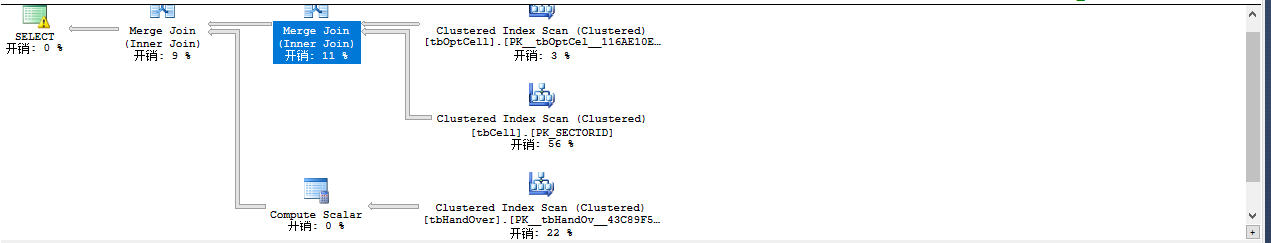 SELECT
开销: 0 %
Merge Join
(Inner Join)
开销: 9 %
Merge Join
(Inner Join)
开销: 11 %
Clustered Index Scan (Clustered)
[tbOptCell].[PK__tbOptCel__116AE10E…
开销: 3 %
Clustered Index Scan (Clustered)
[tbCell].[PK_SECTORID]
开销: 56 %
Compute Scalar
开销: 0 %
Clustered Index Scan (Clustered)
[tbHandOver].[PK__tbHandOv__43C89F5…
开销: 22 %